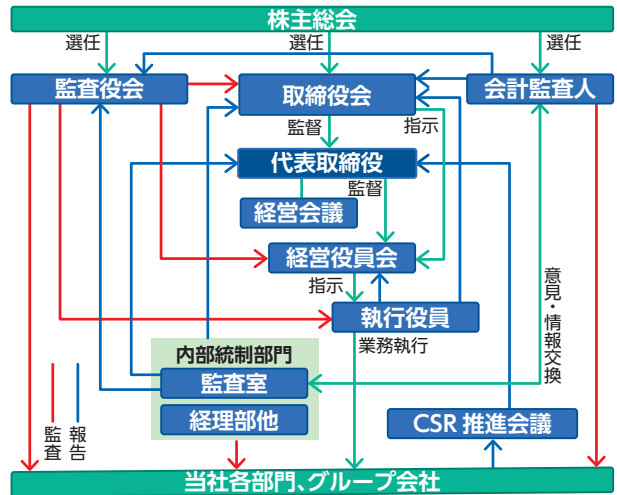 株主総会
選任
選任
選任
監査役会
取締役会
会計監査人
監督
指示
代表取締役
監督
経営会議
経営役員会
指示
執行役員
業務執行
意見・情報交換
内部統制部門
監査室
経理部他
CSR 推進会議
監査
報告
当社各部門、グループ会社